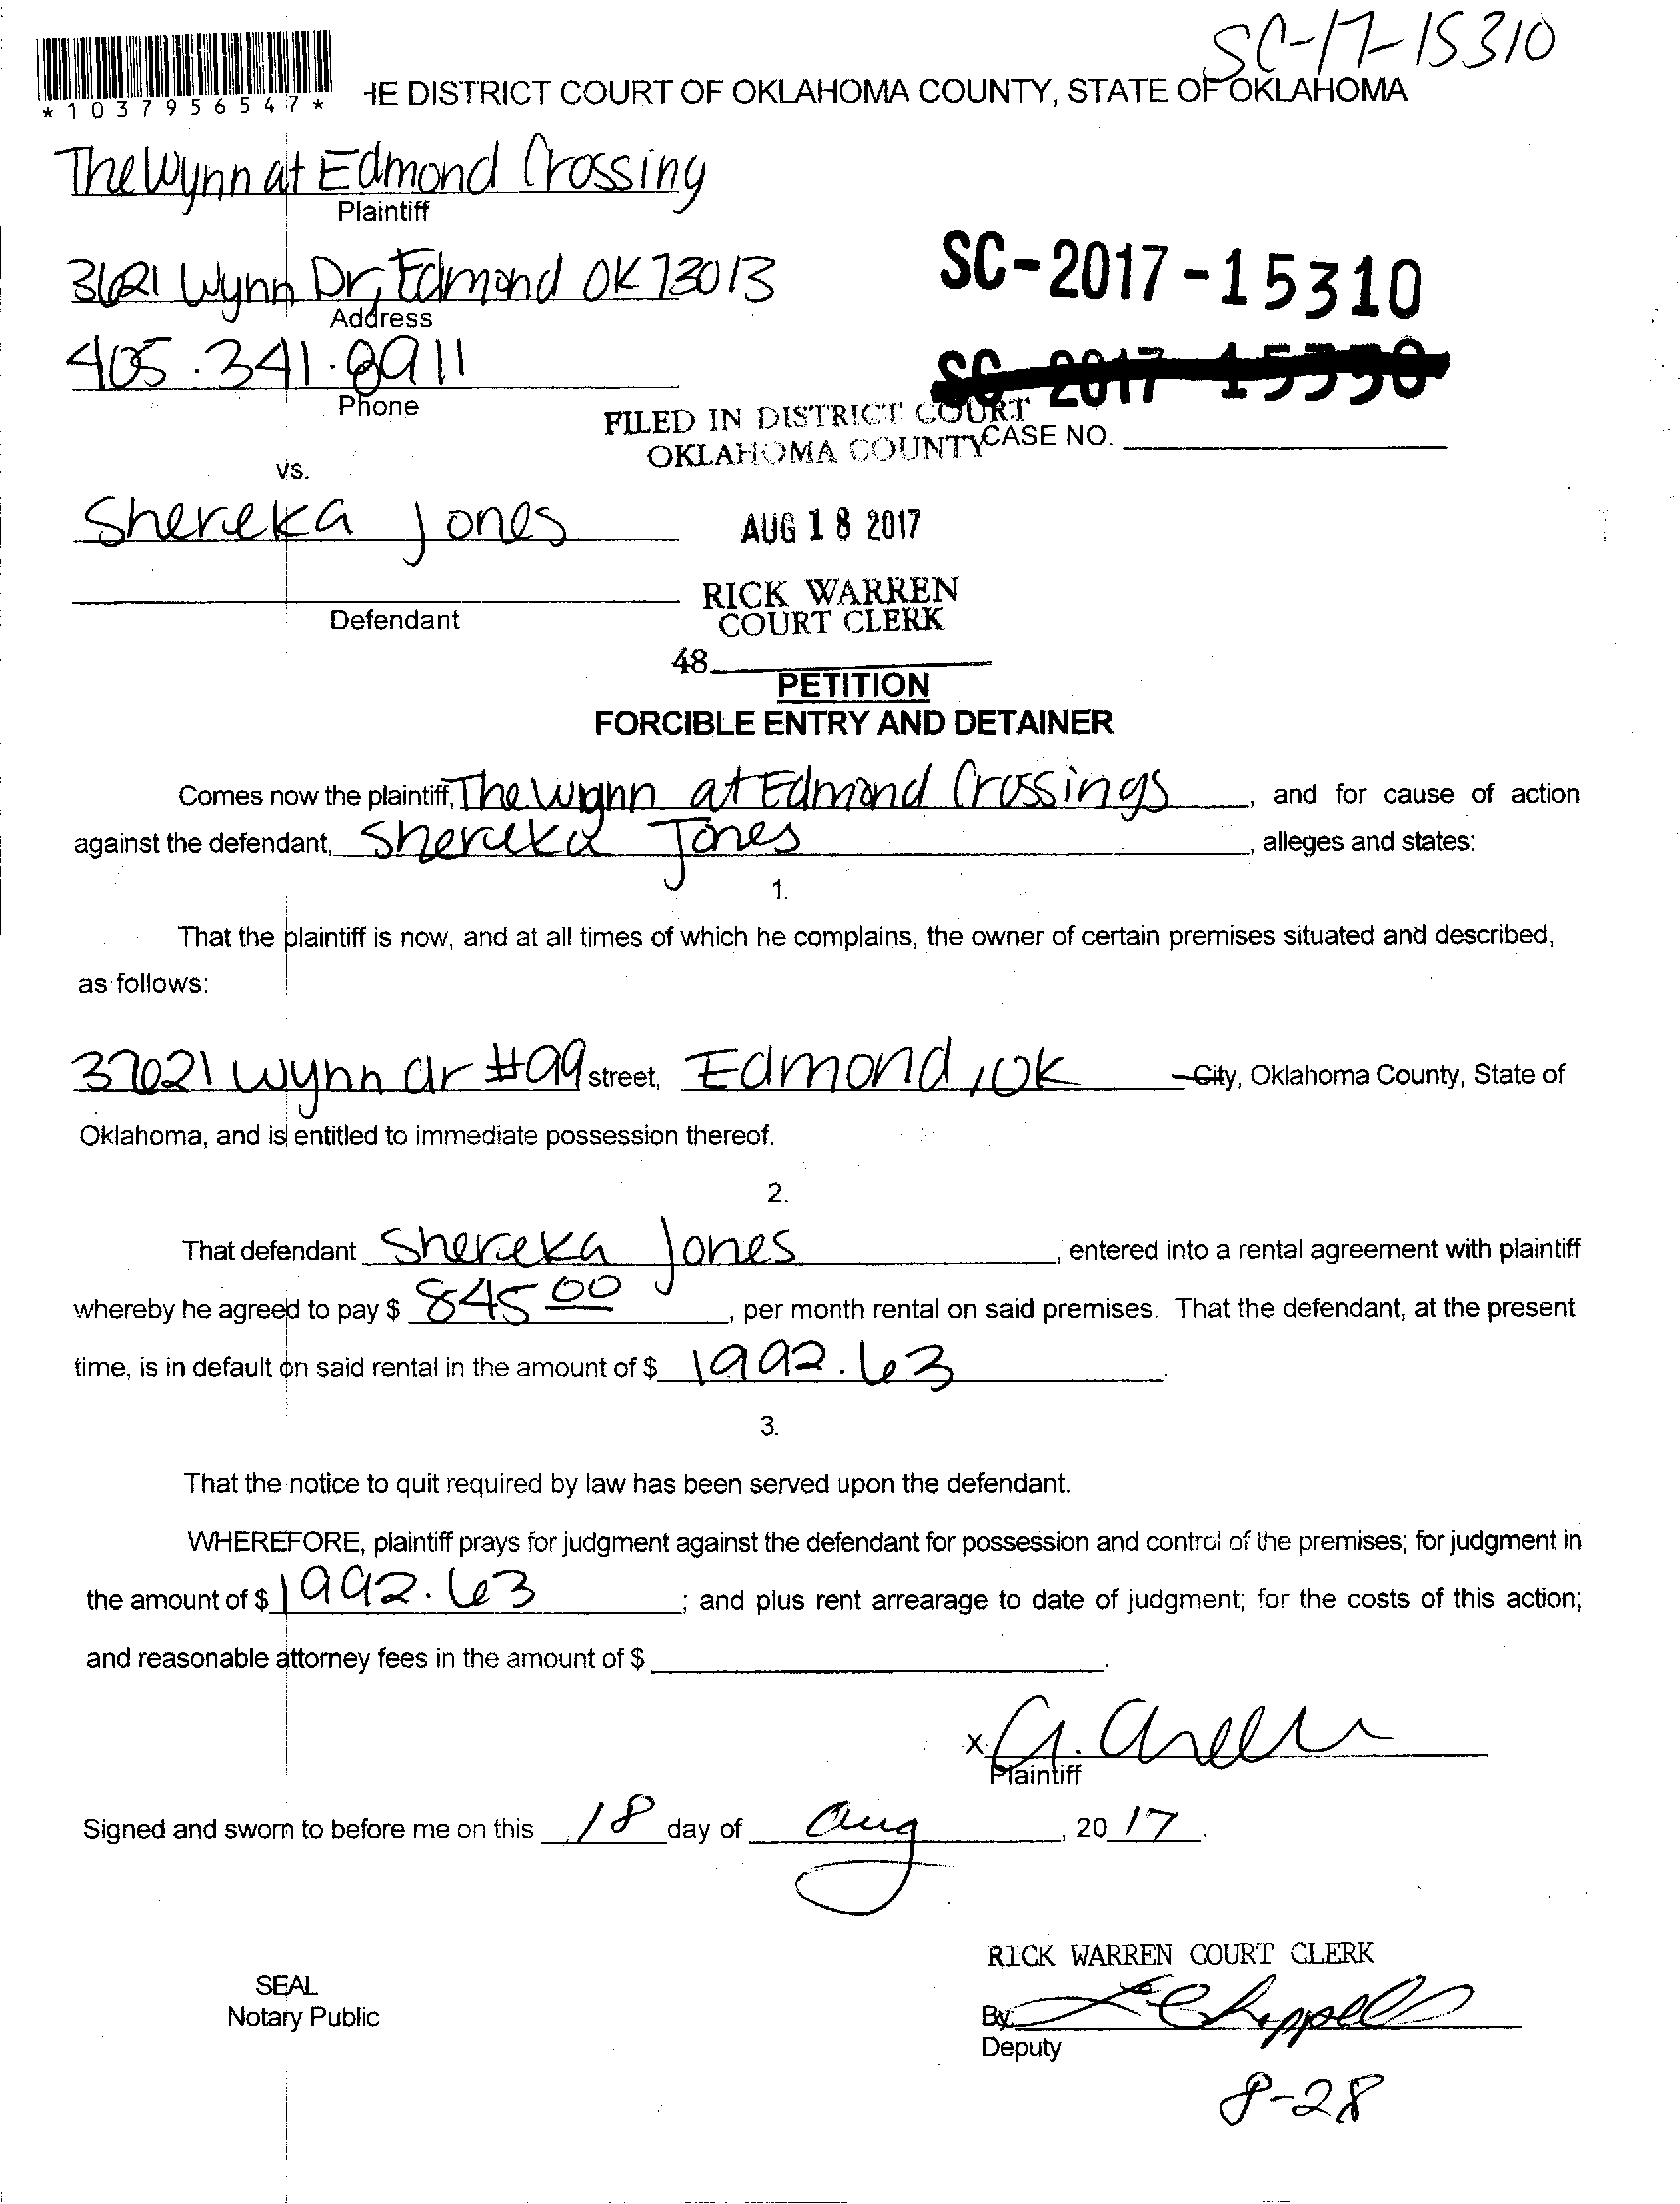 SC-17-15310
*1037956547*
HE DISTRICT COURT OF OKLAHOMA COUNTY, STATE OF OKLAHOMA
The Wynn at Edmond Crossing
Plaintiff
3621 Wynn Dr, Edmond OK 73013
SC-2017-15310
Address
405.341.8911
Phone
FILED IN DISTRICT COURT
OKLAHOMA COUNTY
CASE NO.
vs.
Shereka Jones
AUG 18 2017
RICK WARREN
COURT CLERK
Defendant
48
PETITION
FORCIBLE ENTRY AND DETAINER
Comes now the plaintiff, The Wynn at Edmond Crossings, and for cause of action
against the defendant, Shereka Jones, alleges and states:
1.
That the plaintiff is now, and at all times of which he complains, the owner of certain premises situated and described,
as follows:
37021 Wynn dr #99 street, Edmond, OK City, Oklahoma County, State of
Oklahoma, and is entitled to immediate possession thereof.
2.
That defendant Shereka Jones, entered into a rental agreement with plaintiff
whereby he agreed to pay $ 845 00, per month rental on said premises. That the defendant, at the present
time, is in default on said rental in the amount of $ 1992.63.
3.
That the notice to quit required by law has been served upon the defendant.
WHEREFORE, plaintiff prays for judgment against the defendant for possession and control of the premises; for judgment in
the amount of $ 1992.63; and plus rent arrearage to date of judgment; for the costs of this action;
and reasonable attorney fees in the amount of $ .
X
Plaintiff
Signed and sworn to before me on this 18 day of Aug, 20 17.
RICK WARREN COURT CLERK
SEAL
Notary Public
By
Deputy
8-28